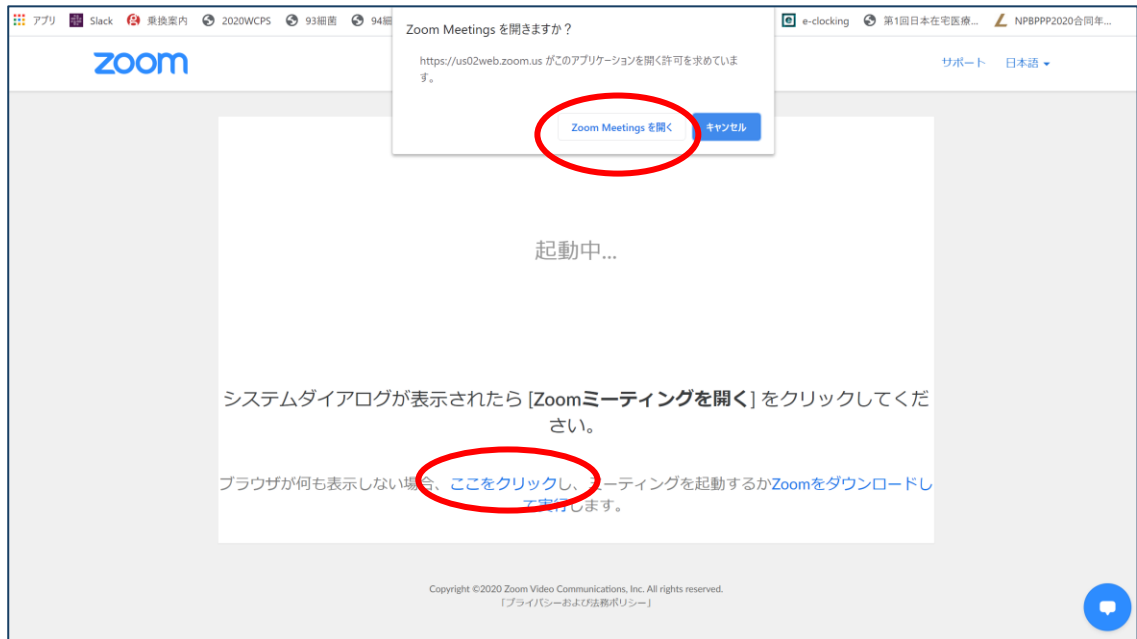 アプリ Slack 乗換案内 2020WCPS 93細菌 94細
e-clocking 第1回日本在宅医療... NPBPPP2020合同年...
Zoom Meetings を開きますか？
https://us02web.zoom.us がこのアプリケーションを開く許可を求めていま
す。
Zoom Meetings を開く キャンセル
zoom
サポート 日本語
起動中...
システムダイアログが表示されたら [Zoomミーティングを開く] をクリックしてくだ
さい。
ブラウザが何も表示しない場合、ここをクリックし、ミーティングを起動するかZoomをダウンロードし
て実行します。
Copyright ©2020 Zoom Video Communications, Inc. All rights reserved.
「プライバシーおよび法務ポリシー」